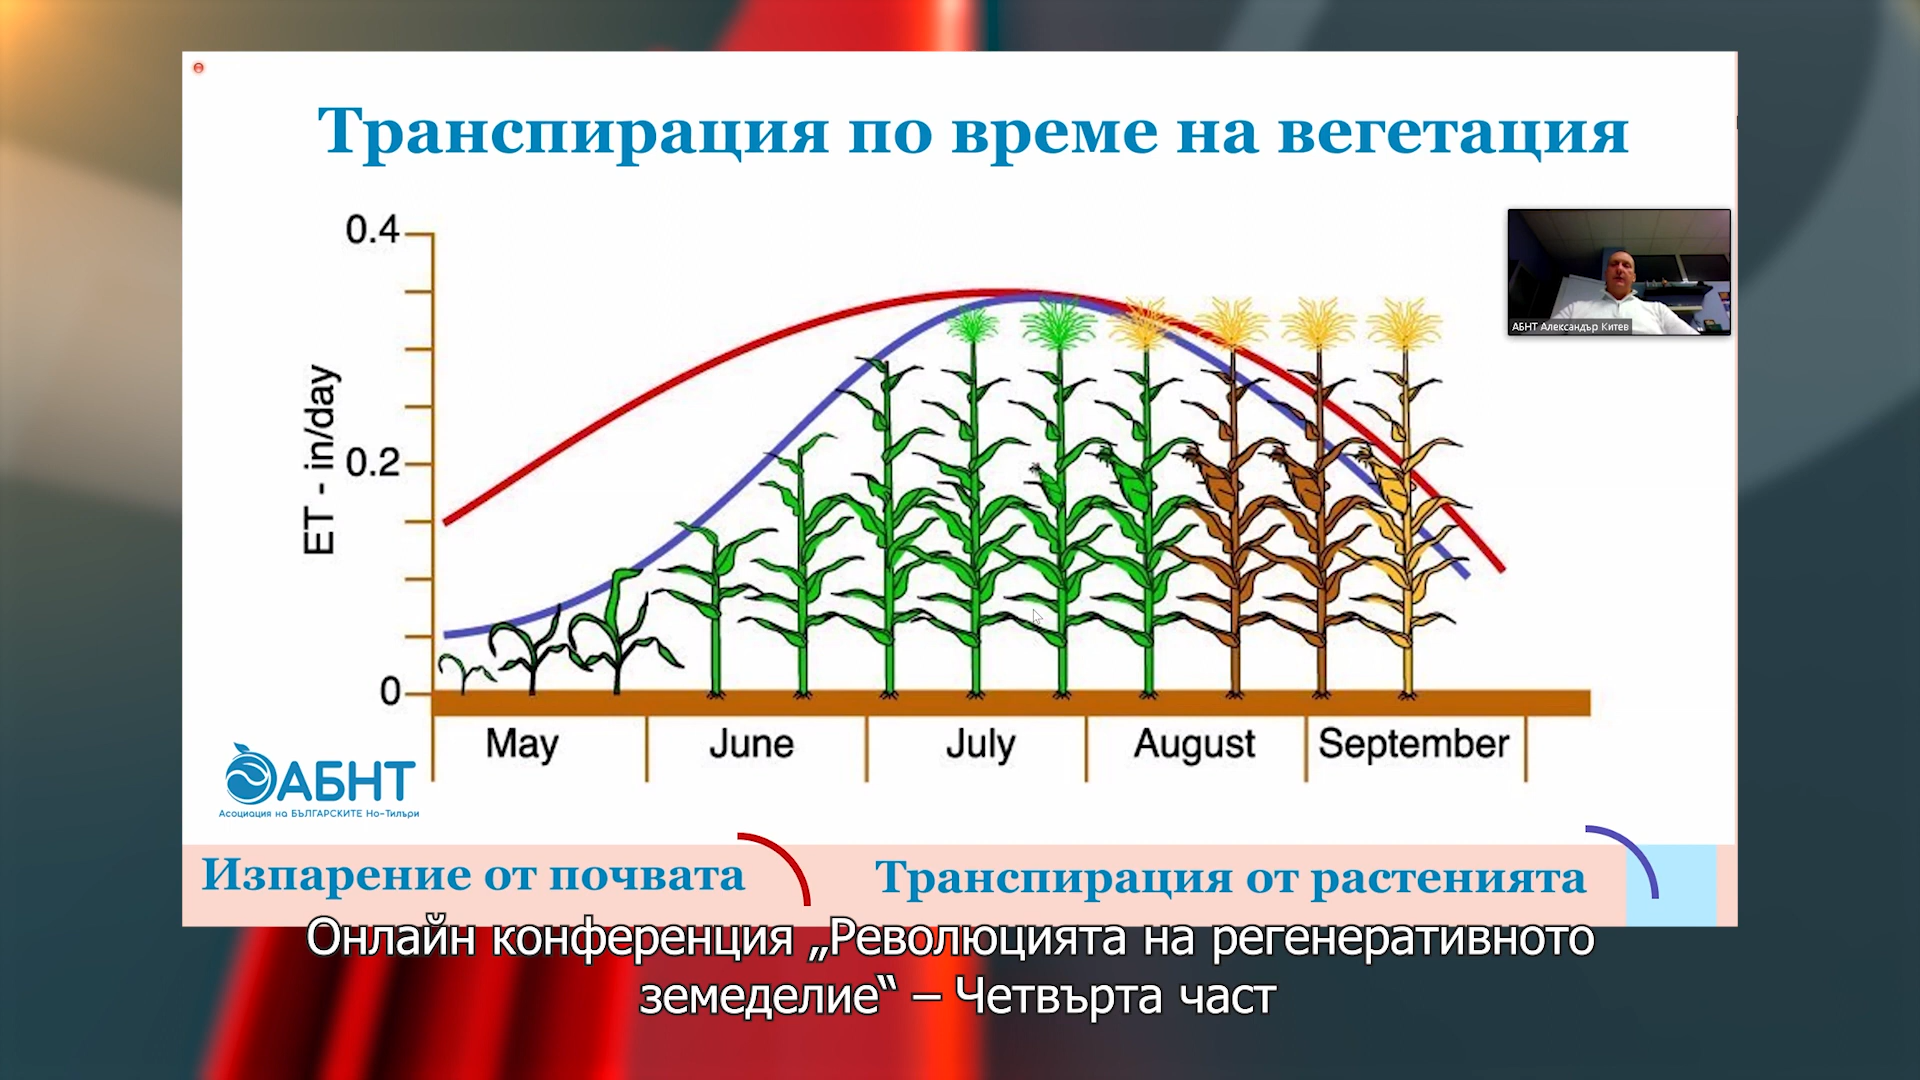 Транспирация по време на вегетация
0.4
АБНТ Александър Китев
ET - in/day
0.2
0
May June July August September
АБНТ
Асоциация на БЪЛГАРСКИТЕ Но-Тилъри
Изпарение от почвата Транспирация от растенията
Онлайн конференция „Революцията на регенеративното
земеделие“ – Четвърта част